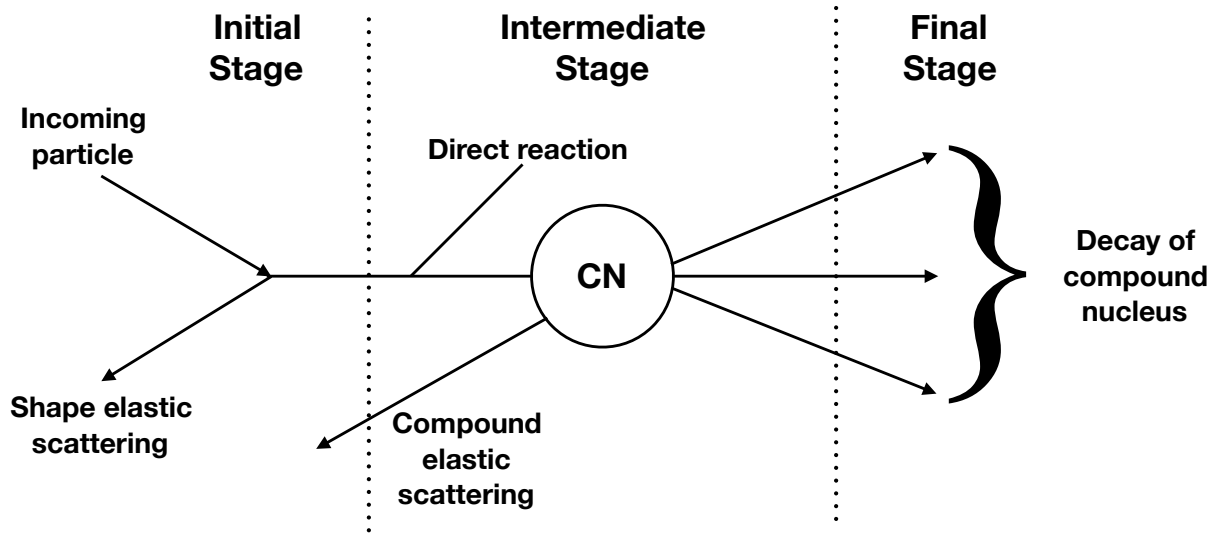 Initial
Stage
Intermediate
Stage
Final
Stage
Incoming
particle
Direct reaction
CN
Decay of
compound
nucleus
Shape elastic
scattering
Compound
elastic
scattering